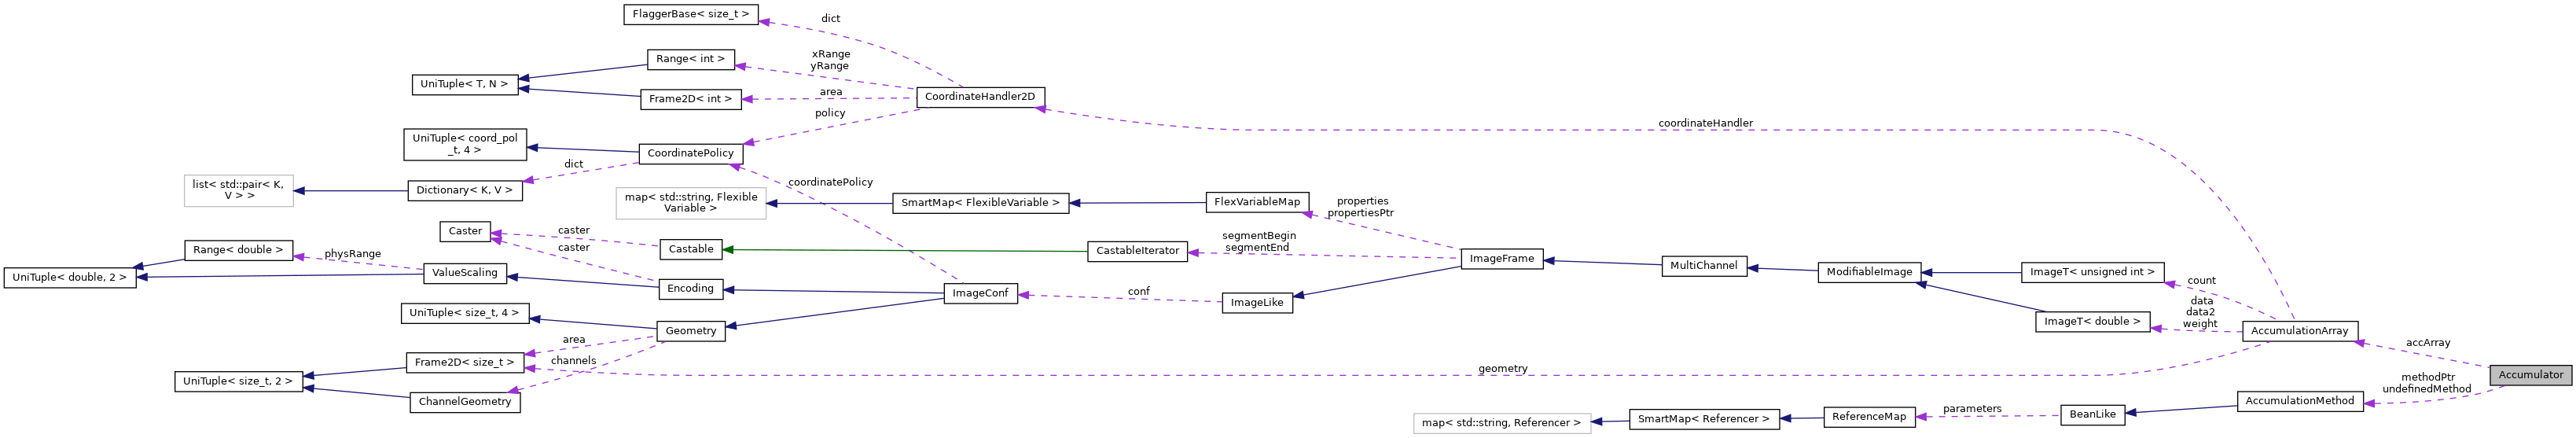 FlaggerBase< size_t >
dict
xRange
yRange
Range< int >
UniTuple< T, N >
area
Frame2D< int >
CoordinateHandler2D
policy
coordinateHandler
UniTuple< coord_pol
_t, 4 >
CoordinatePolicy
dict
list< std::pair< K,
V > >
Dictionary< K, V >
coordinatePolicy
map< std::string, Flexible
Variable >
SmartMap< FlexibleVariable >
FlexVariableMap
properties
propertiesPtr
Caster
caster
caster
Castable
CastableIterator
segmentBegin
segmentEnd
ImageFrame
MultiChannel
ModifiableImage
ImageT< unsigned int >
count
Range< double >
physRange
UniTuple< double, 2 >
ValueScaling
Encoding
ImageConf
conf
ImageLike
data
data2
weight
ImageT< double >
AccumulationArray
UniTuple< size_t, 4 >
Geometry
area
channels
Frame2D< size_t >
UniTuple< size_t, 2 >
ChannelGeometry
geometry
accArray
Accumulator
methodPtr
undefinedMethod
AccumulationMethod
BeanLike
parameters
ReferenceMap
SmartMap< Referencer >
map< std::string, Referencer >